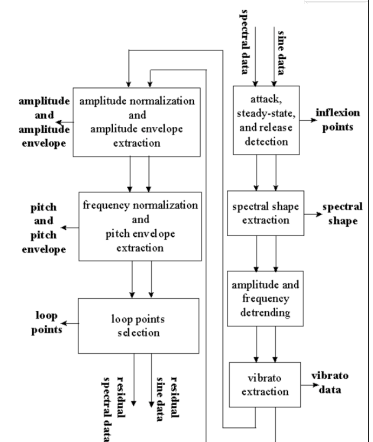 spectral data
sine data
amplitude
and
amplitude
envelope
amplitude normalization
and
amplitude envelope
extraction
attack,
steady-state,
and release
detection
inflexion
points
pitch
and
pitch
envelope
frequency normalization
and
pitch envelope
extraction
spectral shape
extraction
spectral
shape
amplitude and
frequency
detrending
loop
points
loop points
selection
vibrato
extraction
vibrato
data
residual
spectral data
residual
sine data